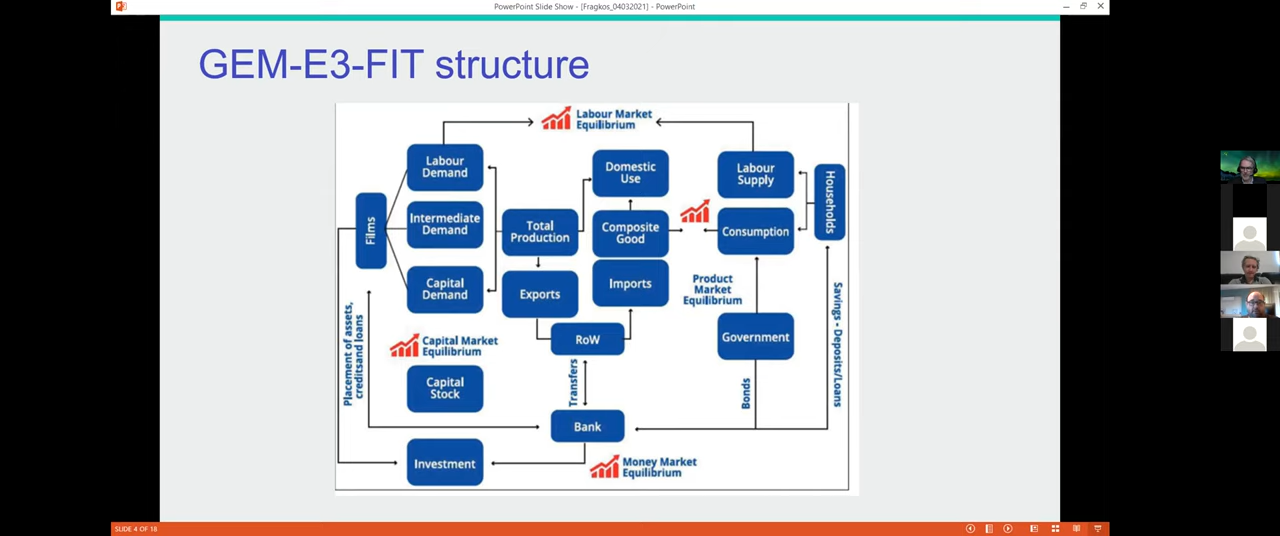 PowerPoint Slide Show - [Fragkos_04032021] - PowerPoint
GEM-E3-FIT structure
Labour Market
Equilibrium
Labour
Demand
Domestic
Use
Labour
Supply
Households
Films
Intermediate
Demand
Total
Production
Composite
Good
Consumption
Capital
Demand
Exports
Imports
Product
Market
Equilibrium
Placement of assets,
creditsand loans
Capital Market
Equilibrium
RoW
Government
Savings - Deposits/Loans
Capital
Stock
Transfers
Bonds
Bank
Investment
Money Market
Equilibrium
SLIDE 4 OF 18